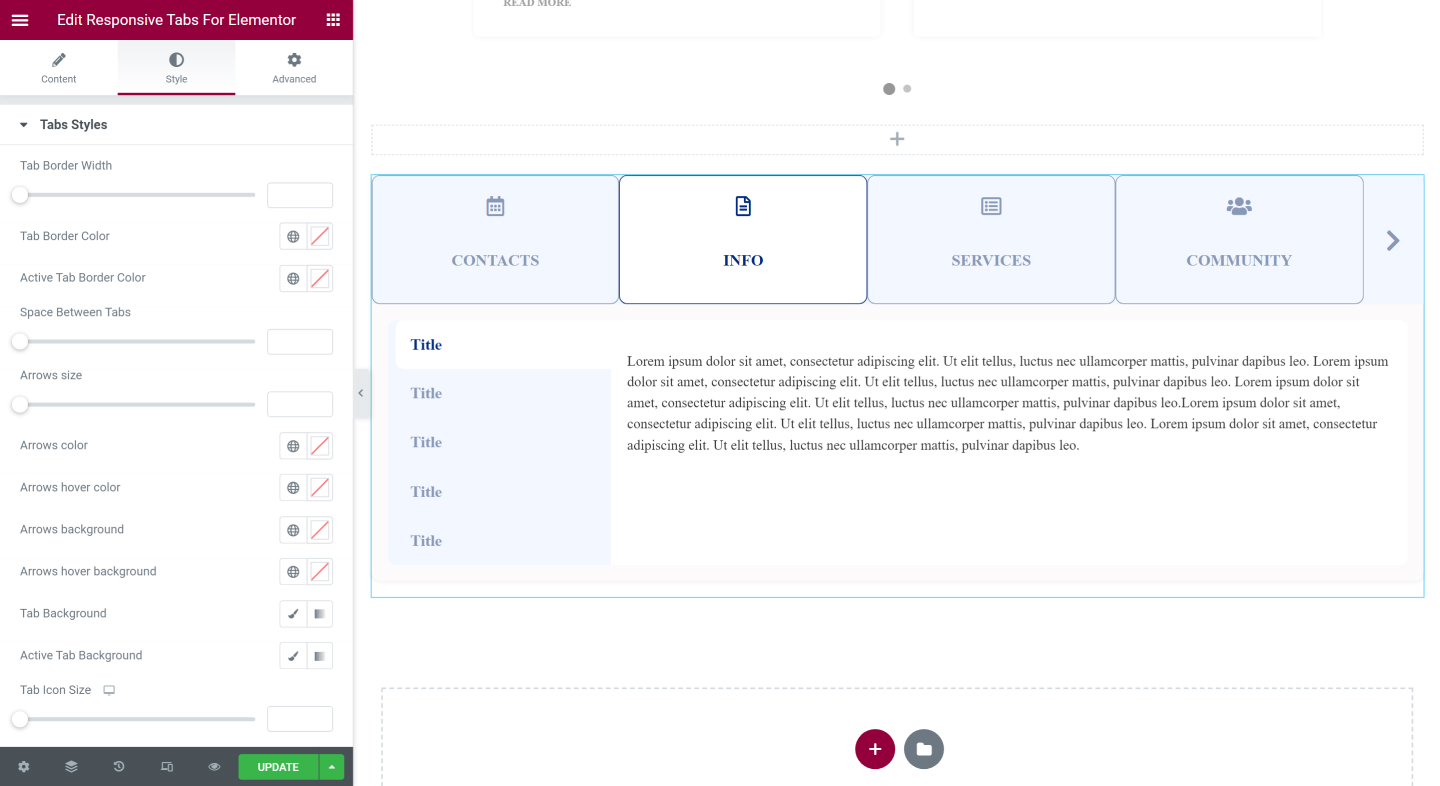 Edit Responsive Tabs For Elementor
Content
Style
Advanced
Tabs Styles
Tab Border Width
Tab Border Color
Active Tab Border Color
Space Between Tabs
Arrows size
Arrows color
Arrows hover color
Arrows background
Arrows hover background
Tab Background
Active Tab Background
Tab Icon Size
UPDATE
READ MORE
CONTACTS
INFO
SERVICES
COMMUNITY
Title
Title
Title
Title
Title
Lorem ipsum dolor sit amet, consectetur adipiscing elit. Ut elit tellus, luctus nec ullamcorper mattis, pulvinar dapibus leo. Lorem ipsum
dolor sit amet, consectetur adipiscing elit. Ut elit tellus, luctus nec ullamcorper mattis, pulvinar dapibus leo. Lorem ipsum dolor sit
amet, consectetur adipiscing elit. Ut elit tellus, luctus nec ullamcorper mattis, pulvinar dapibus leo.Lorem ipsum dolor sit amet,
consectetur adipiscing elit. Ut elit tellus, luctus nec ullamcorper mattis, pulvinar dapibus leo. Lorem ipsum dolor sit amet, consectetur
adipiscing elit. Ut elit tellus, luctus nec ullamcorper mattis, pulvinar dapibus leo.